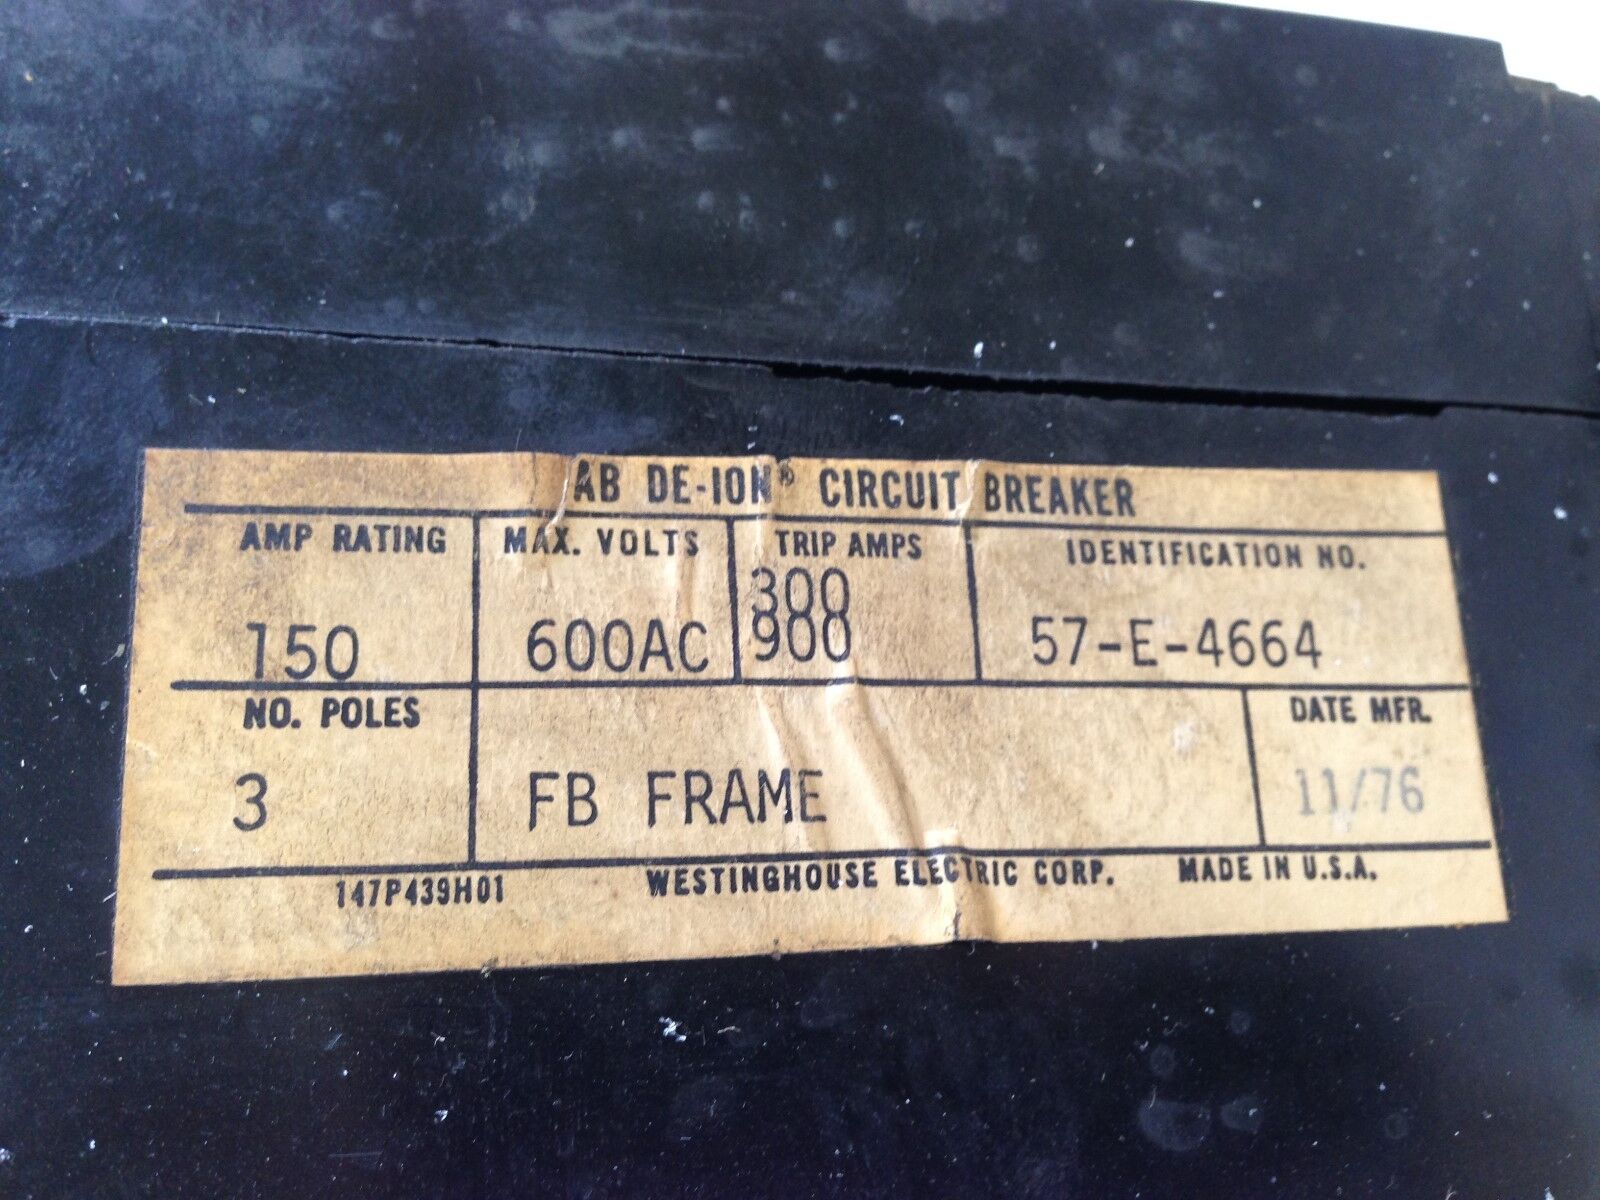 AB DE-ION® CIRCUIT BREAKER
AMP RATING MAX. VOLTS TRIP AMPS IDENTIFICATION NO.
300
150 600AC 900 57-E-4664
NO. POLES DATE MFR.
3 FB FRAME 11/76
147P439H01 WESTINGHOUSE ELECTRIC CORP. MADE IN U.S.A.